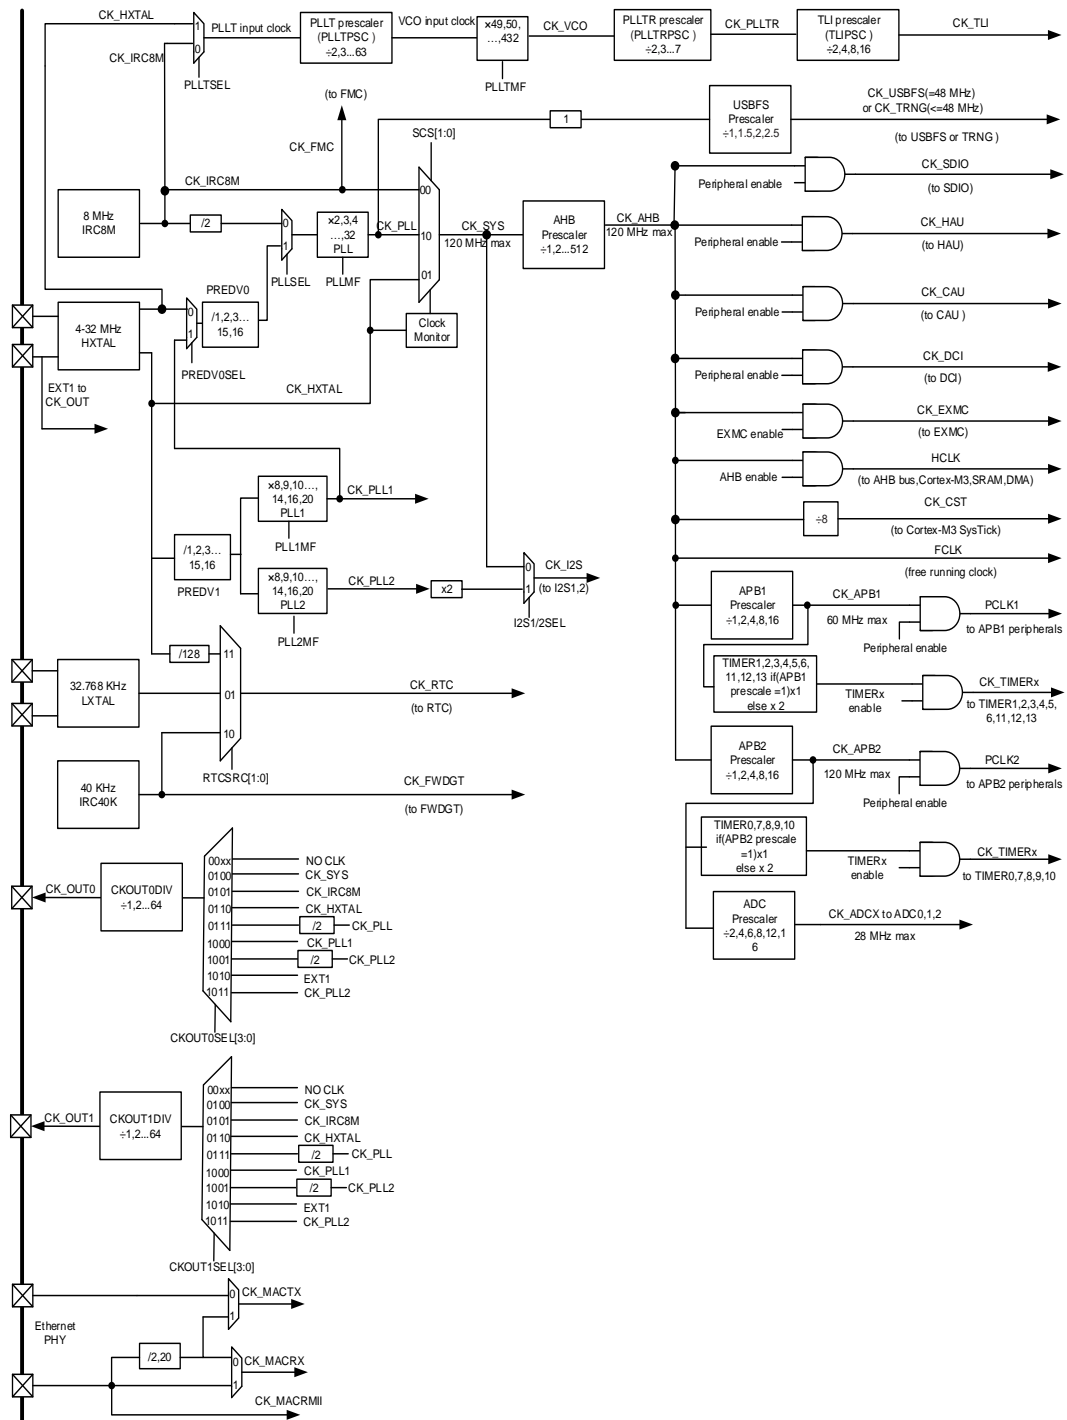 CK_HXTAL
CK_IRC8M
1
0
PLLTSEL
PLLT input clock
PLLT prescaler
(PLLTPSC )
÷2,3...63
VCO input clock
×49,50,
...,432
PLLTMF
CK_VCO
PLLTR prescaler
(PLLTRPSC )
÷2,3...7
CK_PLLTR
TLI prescaler
(TLIPSC )
÷2,4,8,16
CK_TLI
(to FMC)
CK_FMC
1
USBFS
Prescaler
÷1,1.5,2,2.5
CK_USBFS(=48 MHz)
or CK_TRNG(<=48 MHz)
(to USBFS or TRNG )
SCS[1:0]
CK_IRC8M
8 MHz
IRC8M
/2
0
1
PLLSEL
×2,3,4
...,32
PLL
PLLMF
CK_PLL
00
10
01
CK_SYS
120 MHz max
AHB
Prescaler
÷1,2...512
CK_AHB
120 MHz max
Clock
Monitor
4-32 MHz
HXTAL
0
1
PREDV0
/1,2,3...
15,16
PREDV0SEL
EXT1 to
CK_OUT
CK_HXTAL
Peripheral enable
CK_SDIO
(to SDIO)
Peripheral enable
CK_HAU
(to HAU)
Peripheral enable
CK_CAU
(to CAU )
Peripheral enable
CK_DCI
(to DCI)
EXMC enable
CK_EXMC
(to EXMC)
AHB enable
HCLK
(to AHB bus,Cortex-M3,SRAM,DMA)
÷8
CK_CST
(to Cortex-M3 SysTick)
FCLK
(free running clock)
×8,9,10...,
14,16,20
PLL1
CK_PLL1
PLL1MF
/1,2,3...
15,16
PREDV1
×8,9,10...,
14,16,20
PLL2
CK_PLL2
PLL2MF
x2
0
1
CK_I2S
(to I2S1,2)
I2S1/2SEL
APB1
Prescaler
÷1,2,4,8,16
CK_APB1
60 MHz max
Peripheral enable
PCLK1
to APB1 peripherals
TIMER1,2,3,4,5,6,
11,12,13 if(APB1
prescale =1)x1
else x 2
TIMERx
enable
CK_TIMERx
to TIMER1,2,3,4,5,
6,11,12,13
APB2
Prescaler
÷1,2,4,8,16
CK_APB2
120 MHz max
Peripheral enable
PCLK2
to APB2 peripherals
TIMER0,7,8,9,10
if(APB2 prescale
=1)x1
else x 2
TIMERx
enable
CK_TIMERx
to TIMER0,7,8,9,10
ADC
Prescaler
÷2,4,6,8,12,1
6
CK_ADCX to ADC0,1,2
28 MHz max
/128
11
01
10
32.768 KHz
LXTAL
CK_RTC
(to RTC)
RTCSRC[1:0]
40 KHz
IRC40K
CK_FWDGT
(to FWDGT)
CK_OUT0
CKOUT0DIV
÷1,2...64
00xx
NO CLK
0100
CK_SYS
0101
CK_IRC8M
0110
CK_HXTAL
0111
/2
CK_PLL
1000
CK_PLL1
1001
/2
CK_PLL2
1010
EXT1
1011
CK_PLL2
CKOUT0SEL[3:0]
CK_OUT1
CKOUT1DIV
÷1,2...64
00xx
NO CLK
0100
CK_SYS
0101
CK_IRC8M
0110
CK_HXTAL
0111
/2
CK_PLL
1000
CK_PLL1
1001
/2
CK_PLL2
1010
EXT1
1011
CK_PLL2
CKOUT1SEL[3:0]
0
1
CK_MACTX
Ethernet
PHY
/2,20
0
1
CK_MACRX
CK_MACRMII